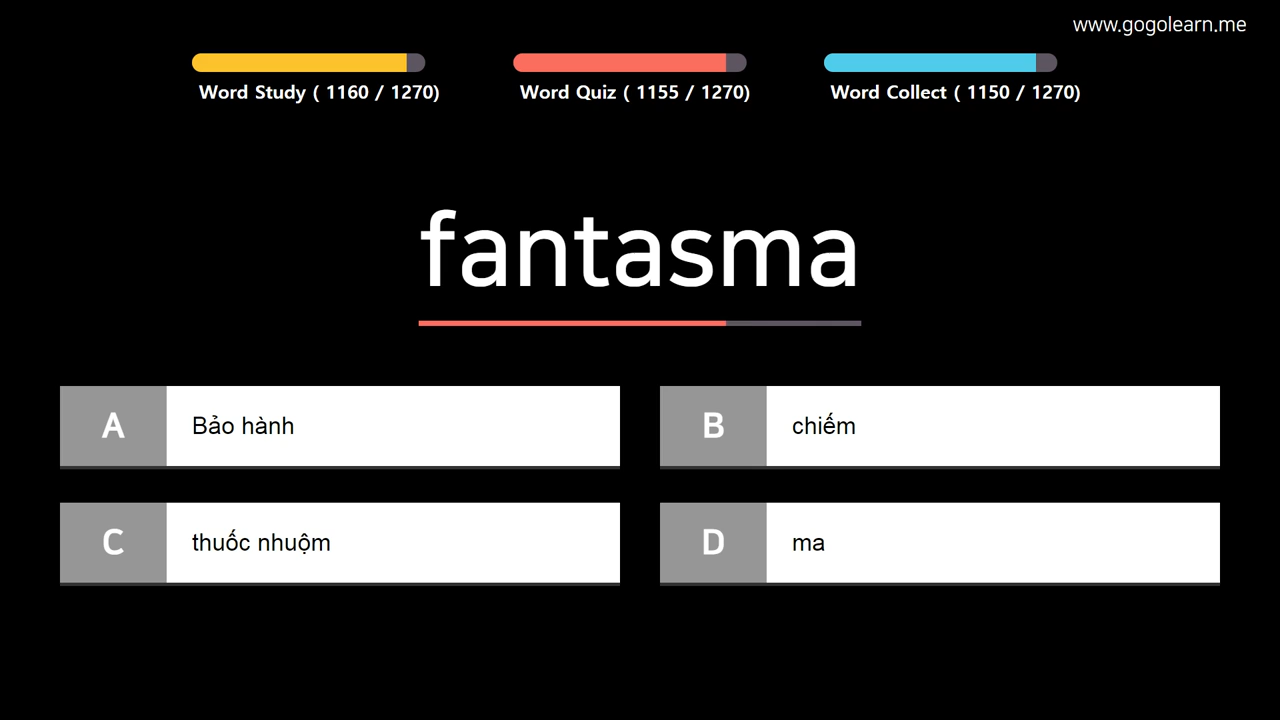 www.gogolearn.me
Word Study ( 1160 / 1270)
Word Quiz ( 1155 / 1270)
Word Collect ( 1150 / 1270)
fantasma
A Bảo hành
B chiếm
C thuốc nhuộm
D ma